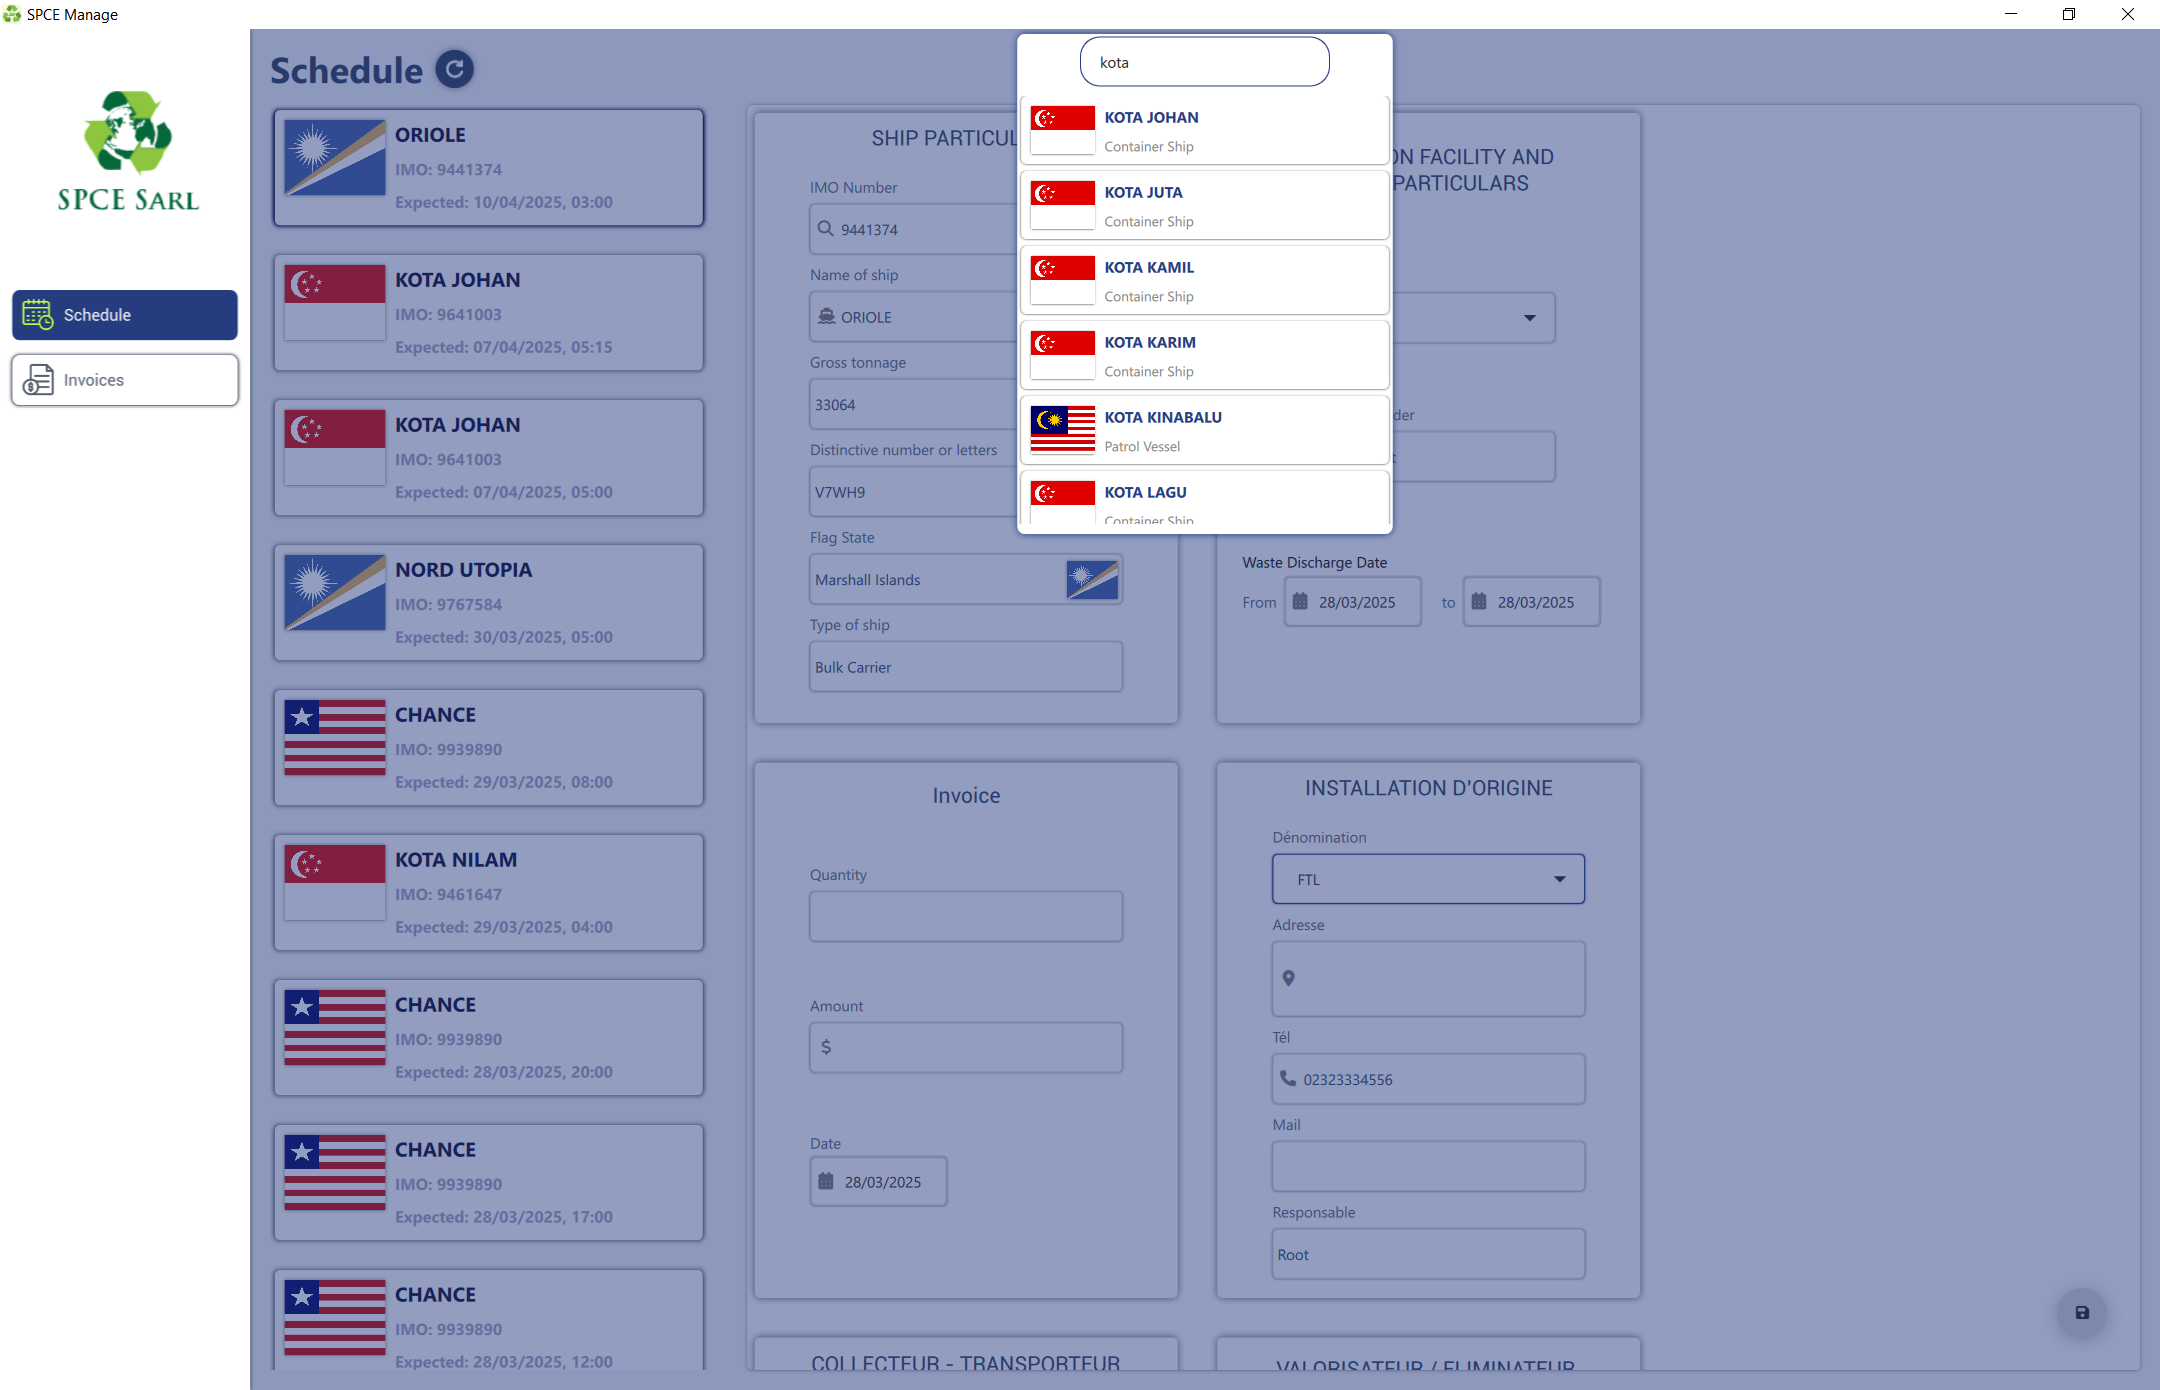 SPCE Manage
SPCE SARL
Schedule
Invoices
Schedule
ORIOLE
IMO: 9441374
Expected: 10/04/2025, 03:00
KOTA JOHAN
IMO: 9641003
Expected: 07/04/2025, 05:15
KOTA JOHAN
IMO: 9641003
Expected: 07/04/2025, 05:00
NORD UTOPIA
IMO: 9767584
Expected: 30/03/2025, 05:00
CHANCE
IMO: 9939890
Expected: 29/03/2025, 08:00
KOTA NILAM
IMO: 9461647
Expected: 29/03/2025, 04:00
CHANCE
IMO: 9939890
Expected: 28/03/2025, 20:00
CHANCE
IMO: 9939890
Expected: 28/03/2025, 17:00
CHANCE
IMO: 9939890
Expected: 28/03/2025, 12:00
kota
KOTA JOHAN
Container Ship
KOTA JUTA
Container Ship
KOTA KAMIL
Container Ship
KOTA KARIM
Container Ship
KOTA KINABALU
Patrol Vessel
KOTA LAGU
Container Ship
SHIP PARTICUL
IMO Number
9441374
Name of ship
ORIOLE
Gross tonnage
33064
Distinctive number or letters
V7WH9
Flag State
Marshall Islands
Type of ship
Bulk Carrier
ON FACILITY AND
PARTICULARS
der
Waste Discharge Date
From 28/03/2025 to 28/03/2025
Invoice
Quantity
Amount
$
Date
28/03/2025
INSTALLATION D'ORIGINE
Dénomination
FTL
Adresse
Tél
02323334556
Mail
Responsable
Root
COLLECTEUR - TRANSPORTEUR
VALORISATEUR / ELIMINATEUR